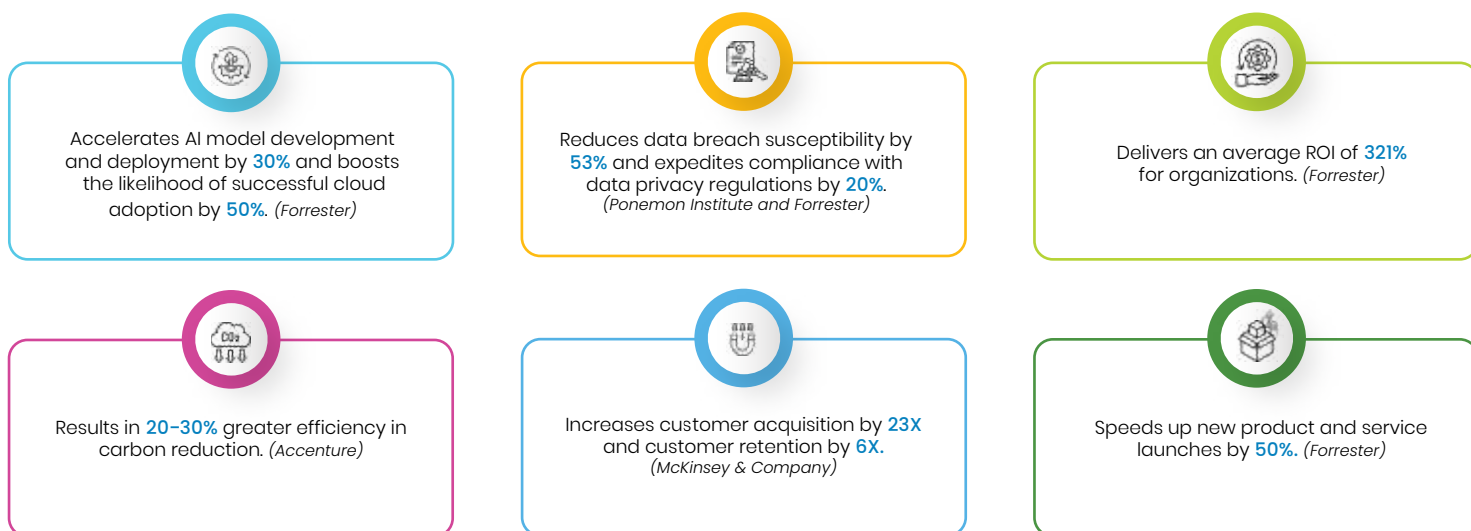 Accelerates AI model development
and deployment by 30% and boosts
the likelihood of successful cloud
adoption by 50%. (Forrester)
Reduces data breach susceptibility by
53% and expedites compliance with
data privacy regulations by 20%.
(Ponemon Institute and Forrester)
Delivers an average ROI of 321%
for organizations. (Forrester)
CO₂
Results in 20-30% greater efficiency in
carbon reduction. (Accenture)
Increases customer acquisition by 23X
and customer retention by 6X.
(McKinsey & Company)
Speeds up new product and service
launches by 50%. (Forrester)